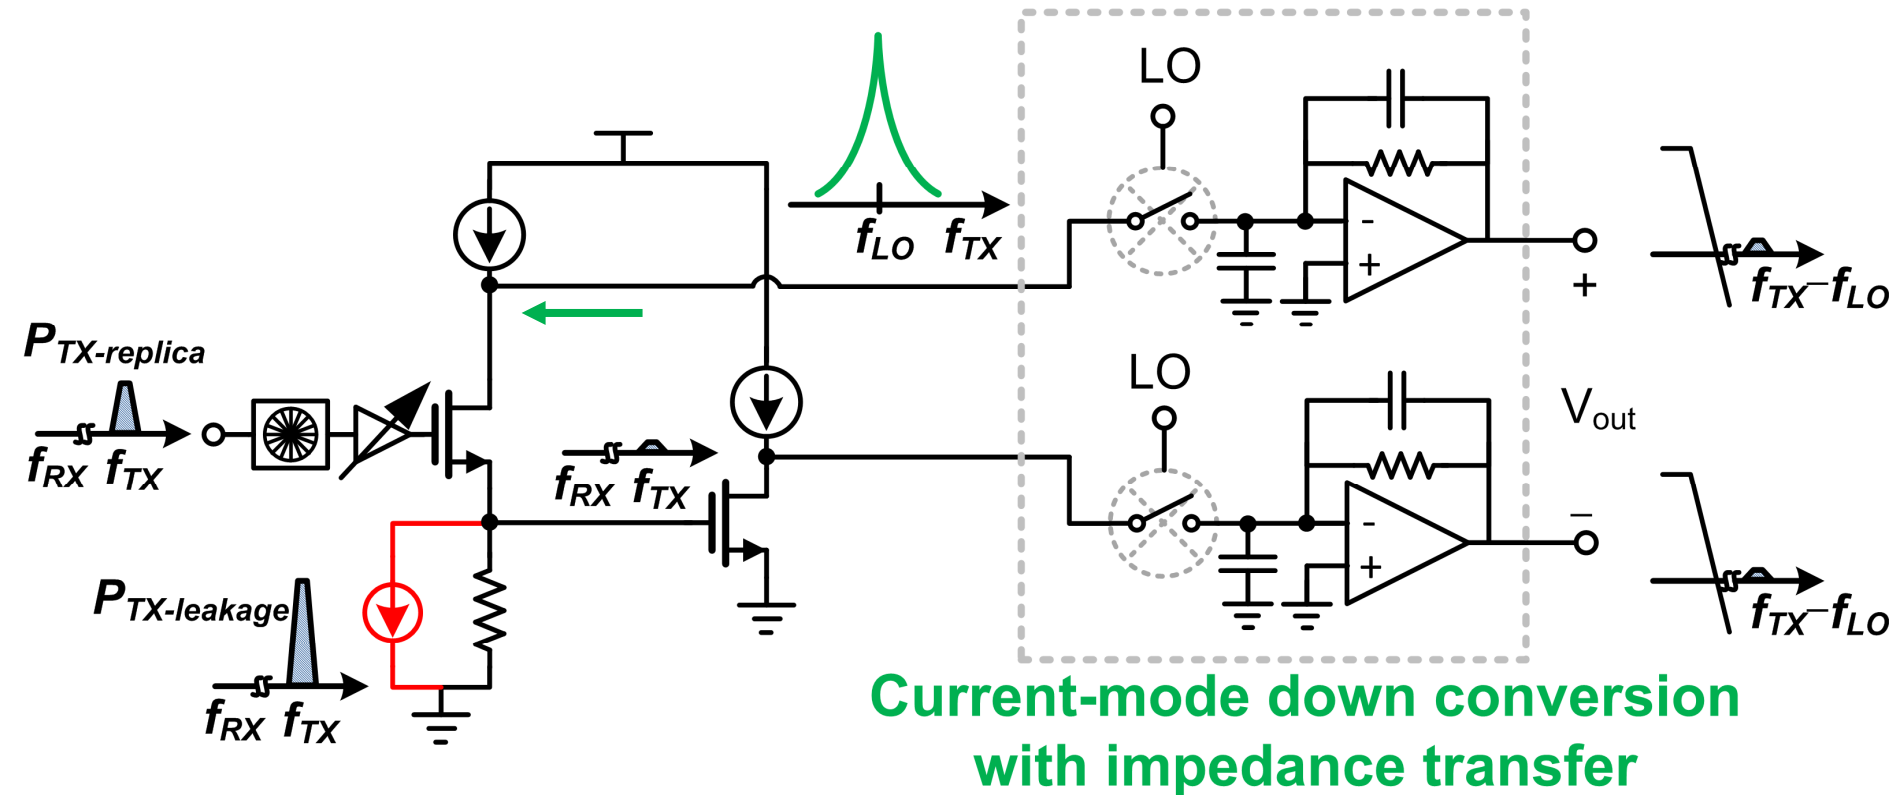 LO
f_LO f_TX
-
+
+
f_TX–f_LO
P_TX-replica
f_RX f_TX
LO
V_out
f_RX f_TX
-
+
–
f_TX–f_LO
P_TX-leakage
f_RX f_TX
Current-mode down conversion
with impedance transfer